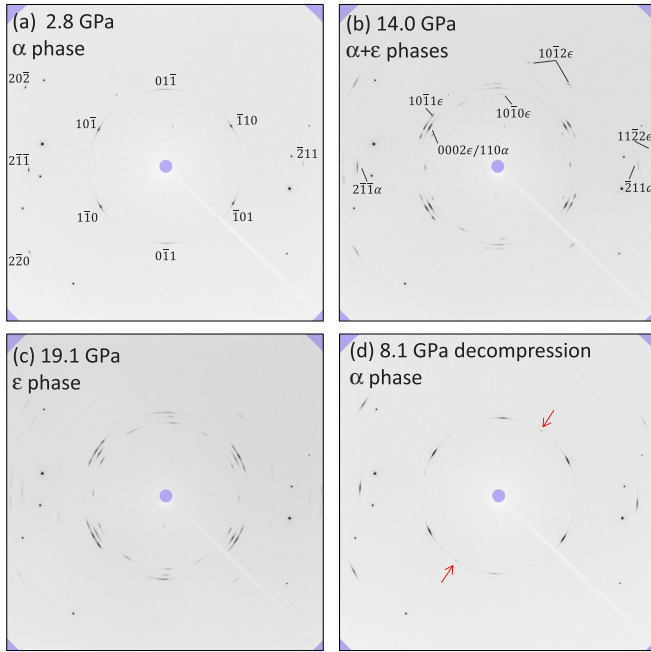 (a) 2.8 GPa
α phase
011̅
202̅
101̅
1̅10
21̅1̅
2̅11
11̅0
1̅01
22̅0
01̅1
(b) 14.0 GPa
α+ε phases
101̅2ε
101̅1ε
101̅0ε
112̅2ε
0002ε/110α
21̅1̅α
2̅11α
(c) 19.1 GPa
ε phase
(d) 8.1 GPa decompression
α phase